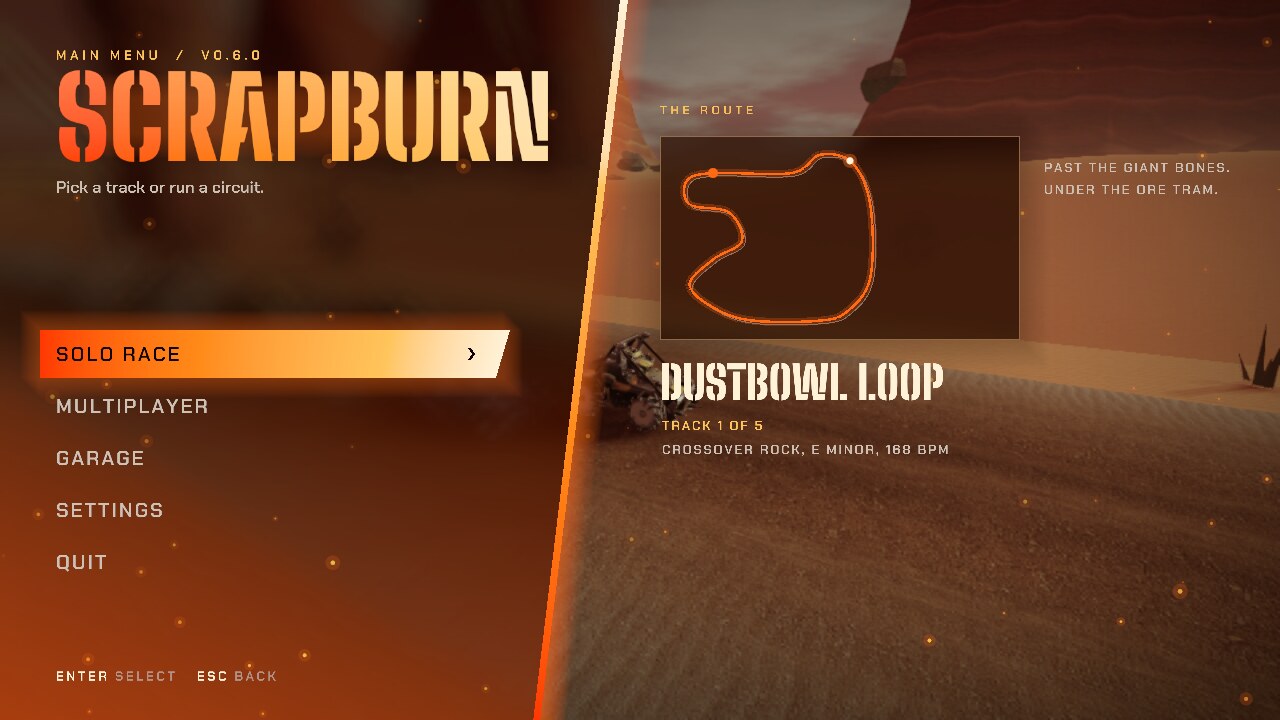 MAIN MENU / V0.6.0
SCRAPBURN
Pick a track or run a circuit.
SOLO RACE ›
MULTIPLAYER
GARAGE
SETTINGS
QUIT
ENTER SELECT ESC BACK
THE ROUTE
PAST THE GIANT BONES.
UNDER THE ORE TRAM.
DUSTBOWL LOOP
TRACK 1 OF 5
CROSSOVER ROCK, E MINOR, 168 BPM